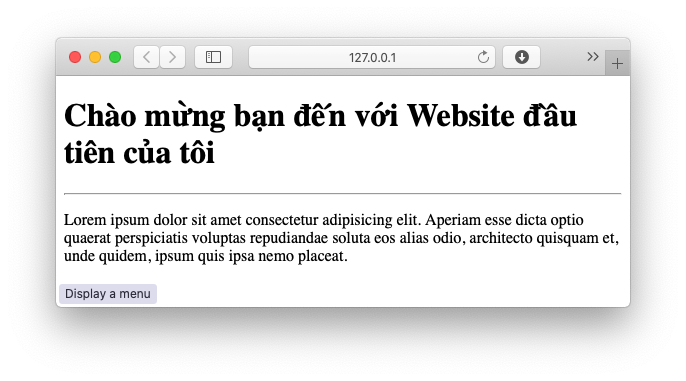 127.0.0.1
Chào mừng bạn đến với Website đầu
tiên của tôi
Lorem ipsum dolor sit amet consectetur adipisicing elit. Aperiam esse dicta optio
quaerat perspiciatis voluptas repudiandae soluta eos alias odio, architecto quisquam et,
unde quidem, ipsum quis ipsa nemo placeat.
Display a menu